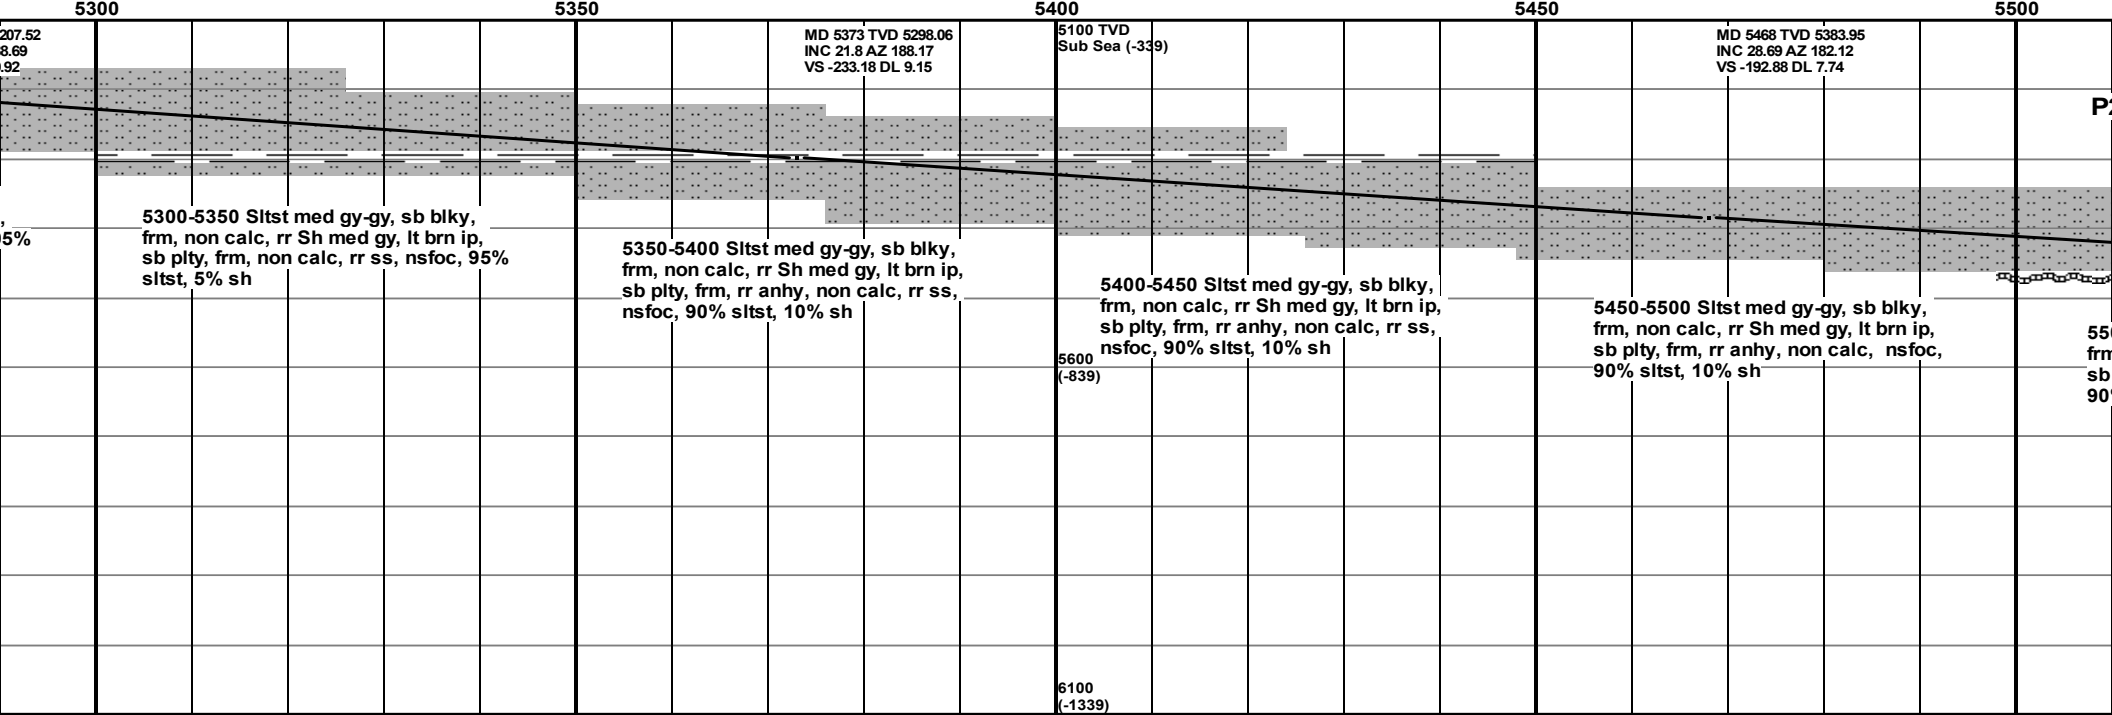 5300
5350
5400
5450
5500
207.52
8.69
.92
MD 5373 TVD 5298.06
INC 21.8 AZ 188.17
VS -233.18 DL 9.15
5100 TVD
Sub Sea (-339)
MD 5468 TVD 5383.95
INC 28.69 AZ 182.12
VS -192.88 DL 7.74
P2
,
5%
5300-5350 Sltst med gy-gy, sb blky,
frm, non calc, rr Sh med gy, lt brn ip,
sb plty, frm, non calc, rr ss, nsfoc, 95%
sltst, 5% sh
5350-5400 Sltst med gy-gy, sb blky,
frm, non calc, rr Sh med gy, lt brn ip,
sb plty, frm, rr anhy, non calc, rr ss,
nsfoc, 90% sltst, 10% sh
5400-5450 Sltst med gy-gy, sb blky,
frm, non calc, rr Sh med gy, lt brn ip,
sb plty, frm, rr anhy, non calc, rr ss,
nsfoc, 90% sltst, 10% sh
5450-5500 Sltst med gy-gy, sb blky,
frm, non calc, rr Sh med gy, lt brn ip,
sb plty, frm, rr anhy, non calc, nsfoc,
90% sltst, 10% sh
550
frm
sb
90%
5600
(-839)
6100
(-1339)